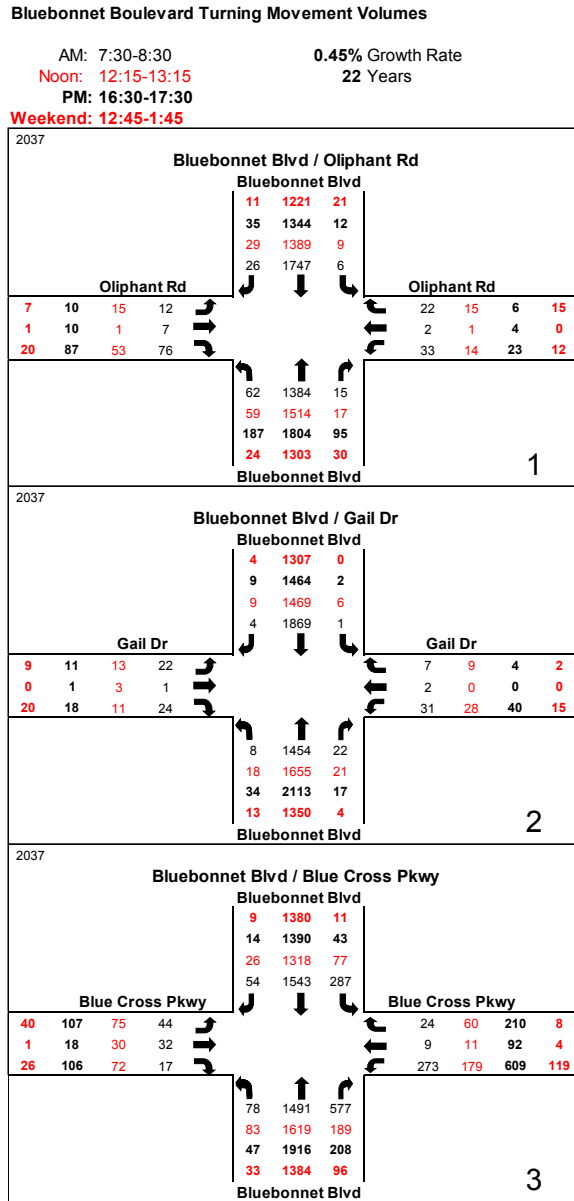 Bluebonnet Boulevard Turning Movement Volumes
AM: 7:30-8:30 0.45% Growth Rate
Noon: 12:15-13:15 22 Years
PM: 16:30-17:30
Weekend: 12:45-1:45
2037
Bluebonnet Blvd / Oliphant Rd
Bluebonnet Blvd
11 1221 21
35 1344 12
29 1389 9
26 1747 6
Oliphant Rd Oliphant Rd
7 10 15 12 22 15 6 15
1 10 1 7 2 1 4 0
20 87 53 76 33 14 23 12
62 1384 15
59 1514 17
187 1804 95
24 1303 30
Bluebonnet Blvd
1
2037
Bluebonnet Blvd / Gail Dr
Bluebonnet Blvd
4 1307 0
9 1464 2
9 1469 6
4 1869 1
Gail Dr Gail Dr
9 11 13 22 7 9 4 2
0 1 3 1 2 0 0 0
20 18 11 24 31 28 40 15
8 1454 22
18 1655 21
34 2113 17
13 1350 4
Bluebonnet Blvd
2
2037
Bluebonnet Blvd / Blue Cross Pkwy
Bluebonnet Blvd
9 1380 11
14 1390 43
26 1318 77
54 1543 287
Blue Cross Pkwy Blue Cross Pkwy
40 107 75 44 24 60 210 8
1 18 30 32 9 11 92 4
26 106 72 17 273 179 609 119
78 1491 577
83 1619 189
47 1916 208
33 1384 96
Bluebonnet Blvd
3